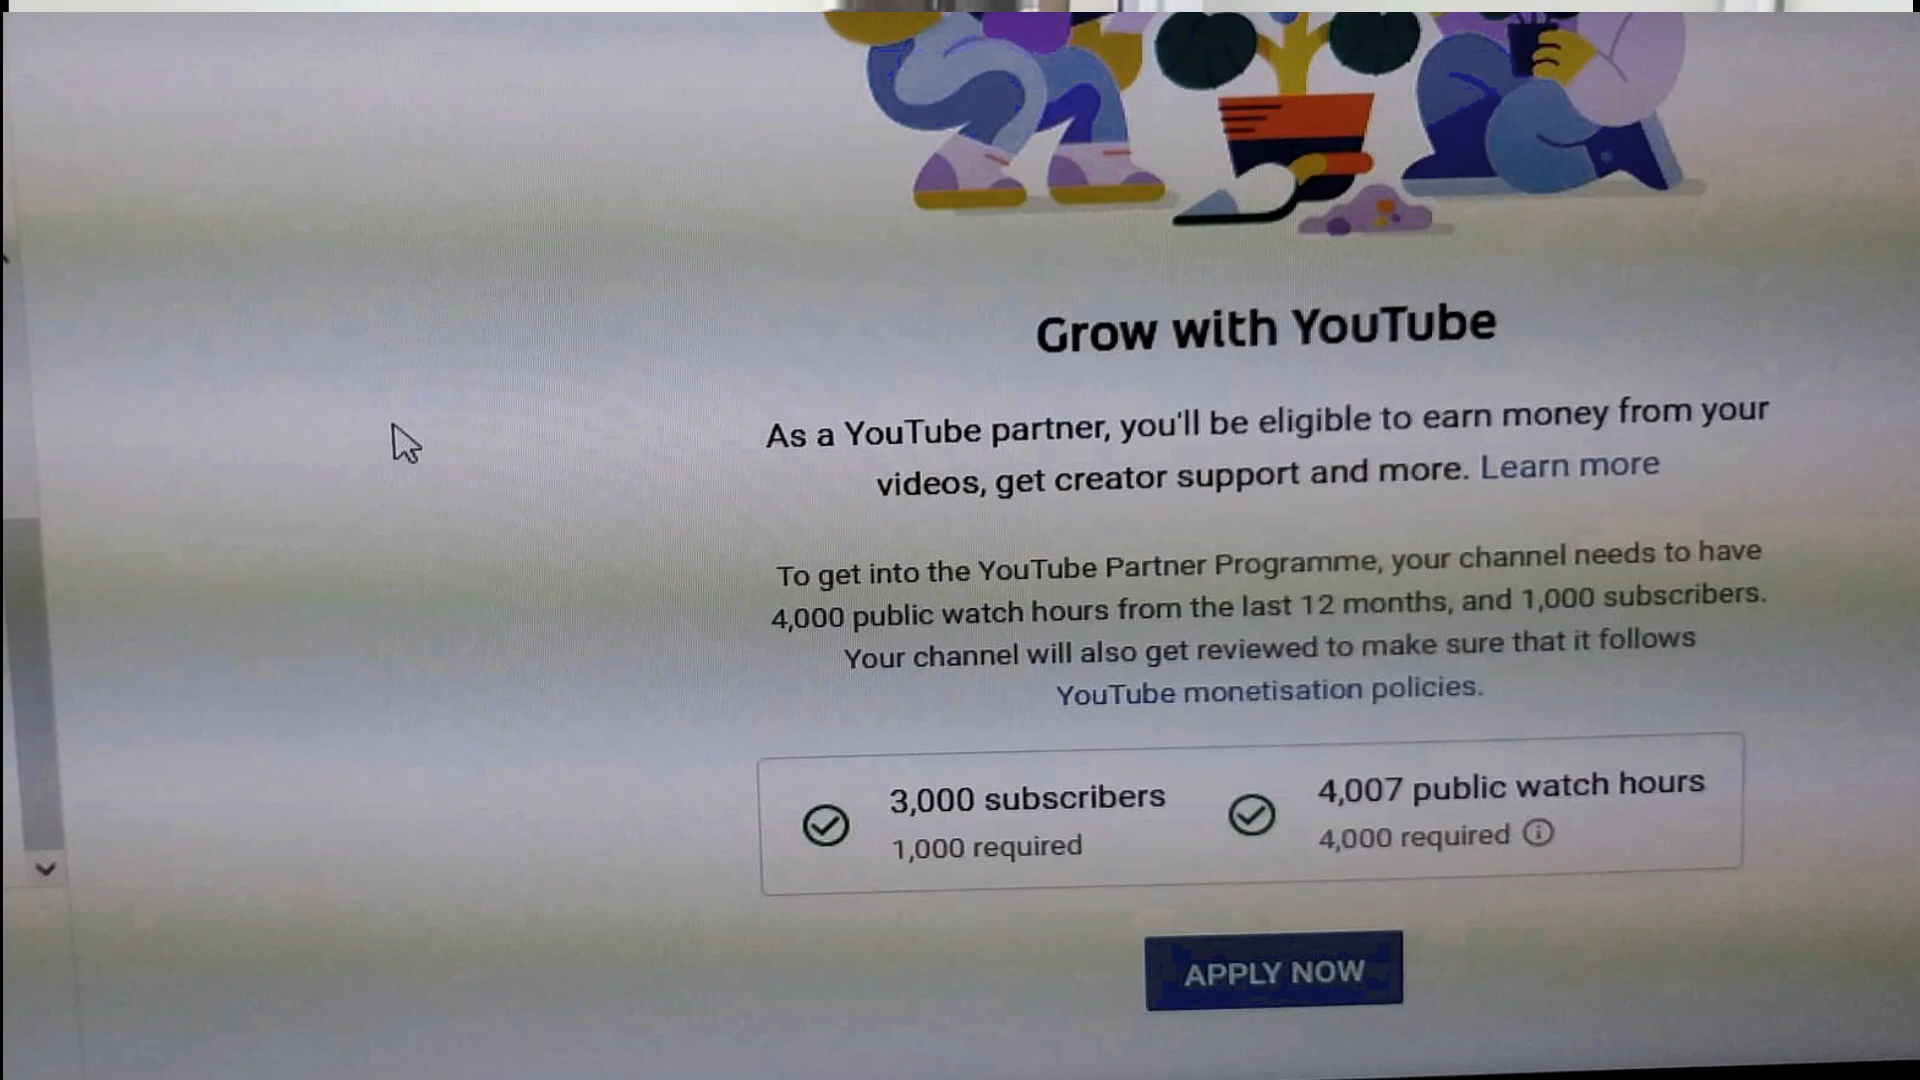 Grow with YouTube
As a YouTube partner, you'll be eligible to earn money from your
videos, get creator support and more. Learn more
To get into the YouTube Partner Programme, your channel needs to have
4,000 public watch hours from the last 12 months, and 1,000 subscribers.
Your channel will also get reviewed to make sure that it follows
YouTube monetisation policies.
3,000 subscribers
1,000 required
4,007 public watch hours
4,000 required
APPLY NOW